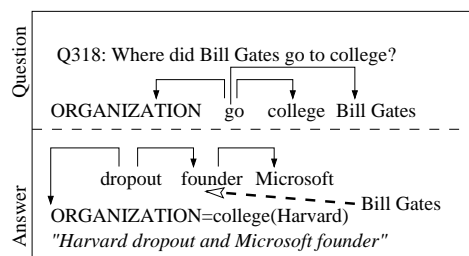 Question
Q318: Where did Bill Gates go to college?
ORGANIZATION go college Bill Gates
Answer
dropout founder Microsoft
Bill Gates
ORGANIZATION=college(Harvard)
"Harvard dropout and Microsoft founder"